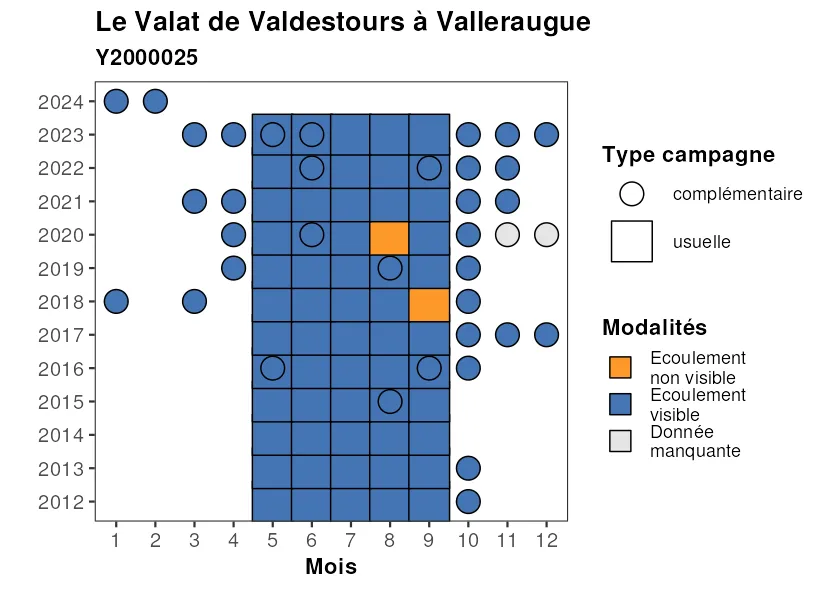 Le Valat de Valdestours à Valleraugue
Y2000025
2024
2023
2022
2021
2020
2019
2018
2017
2016
2015
2014
2013
2012
1 2 3 4 5 6 7 8 9 10 11 12
Mois
Type campagne
complémentaire
usuelle
Modalités
Ecoulement
non visible
Ecoulement
visible
Donnée
manquante